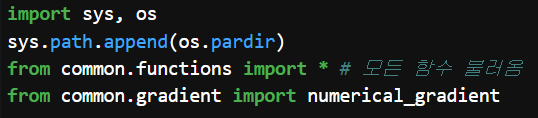 import sys, os
sys.path.append(os.pardir)
from common.functions import * # 모든 함수 불러옴
from common.gradient import numerical_gradient